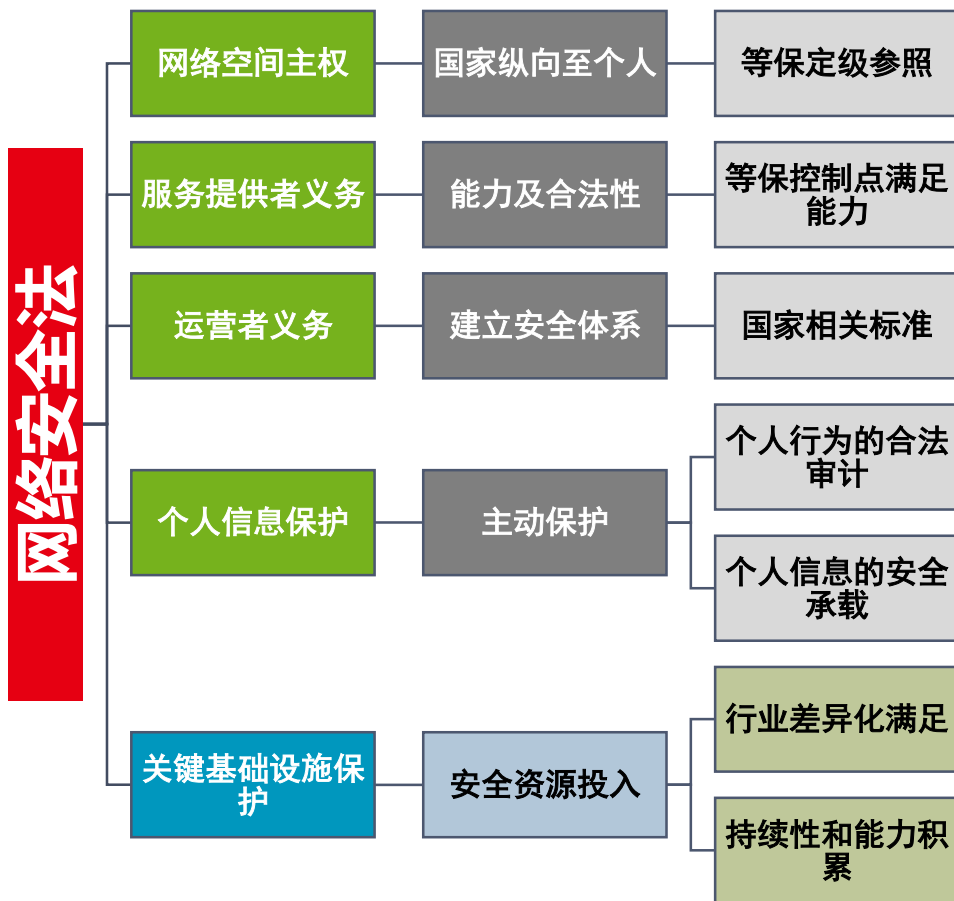 网络安全法
网络空间主权
国家纵向至个人
等保定级参照
服务提供者义务
能力及合法性
等保控制点满足
能力
运营者义务
建立安全体系
国家相关标准
个人信息保护
主动保护
个人行为的合法
审计
个人信息的安全
承载
关键基础设施保
护
安全资源投入
行业差异化满足
持续性和能力积
累